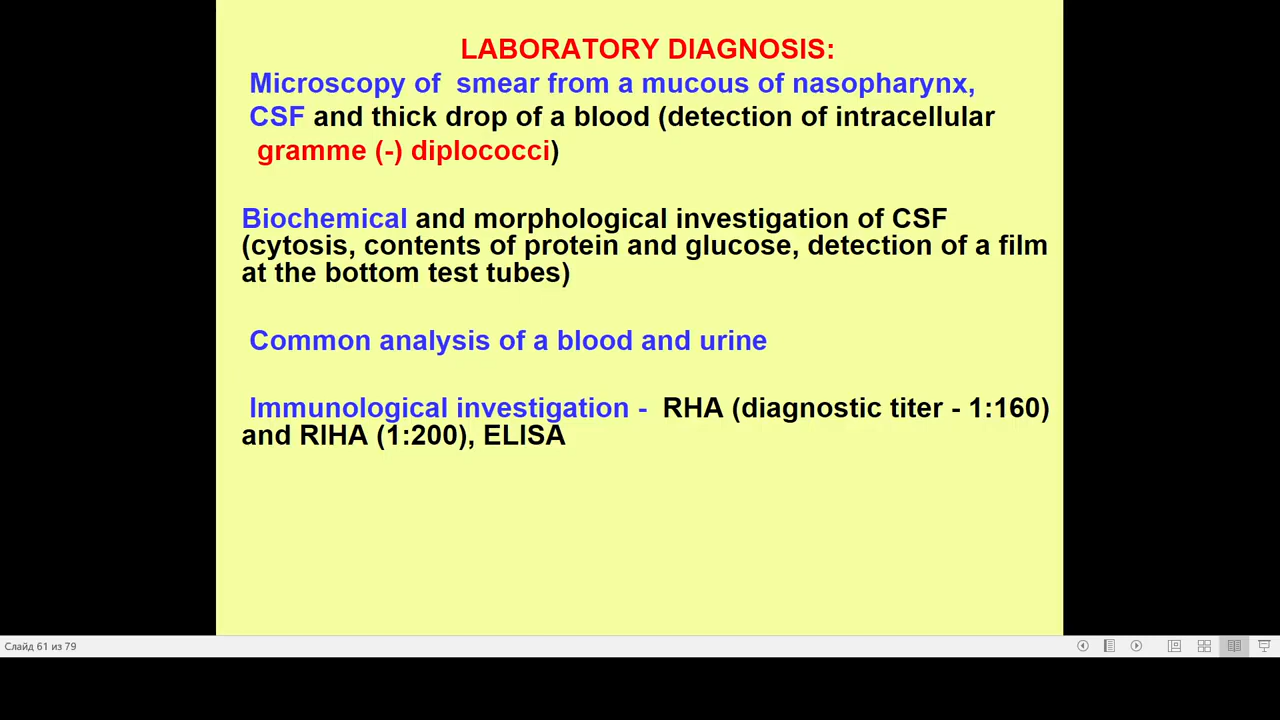 LABORATORY DIAGNOSIS:
Microscopy of smear from a mucous of nasopharynx,
CSF and thick drop of a blood (detection of intracellular
gramme (-) diplococci)
Biochemical and morphological investigation of CSF
(cytosis, contents of protein and glucose, detection of a film
at the bottom test tubes)
Common analysis of a blood and urine
Immunological investigation - RHA (diagnostic titer - 1:160)
and RIHA (1:200), ELISA
Слайд 61 из 79